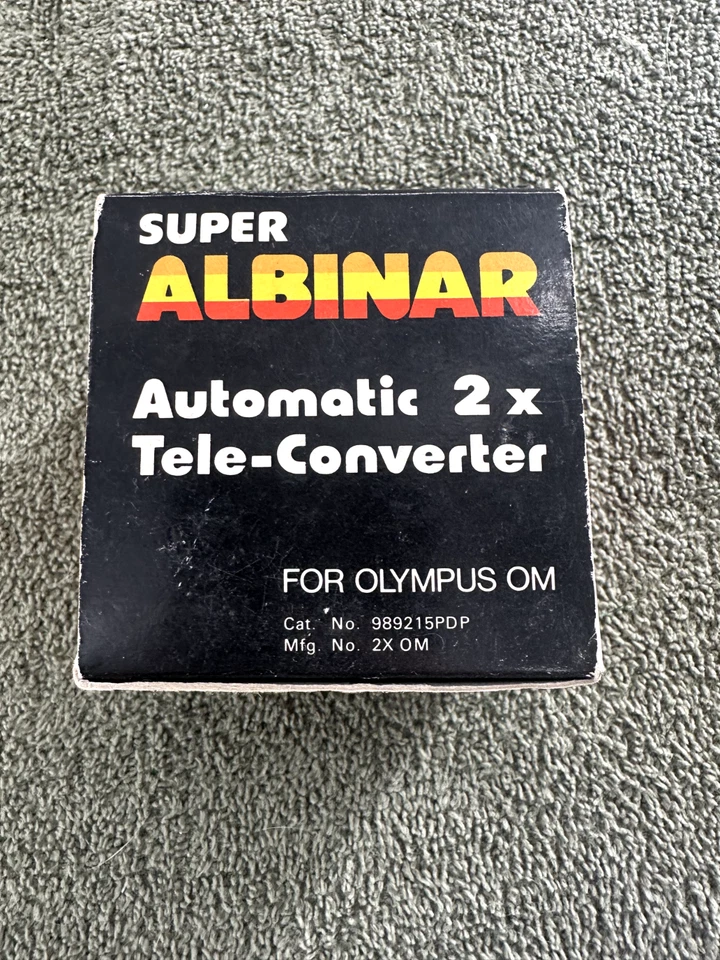 SUPER
ALBINAR
Automatic 2x
Tele-Converter
FOR OLYMPUS OM
Cat. No. 989215PDP
Mfg. No. 2X OM